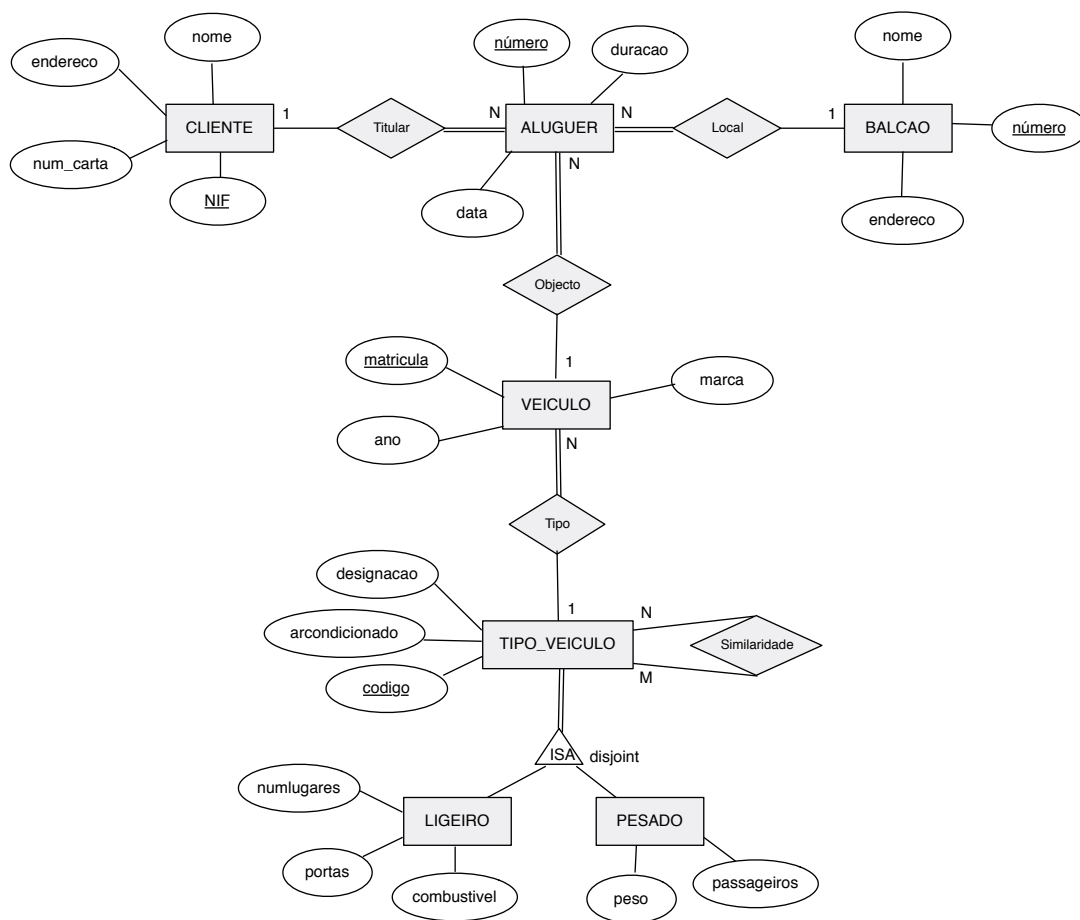 nome
número
duracao
nome
endereco
CLIENTE
1
Titular
N
ALUGUER
N
Local
1
BALCAO
número
num_carta
NIF
data
N
endereco
Objecto
1
matricula
marca
VEICULO
ano
N
Tipo
designacao
1
N
arcondicionado
TIPO_VEICULO
Similaridade
M
codigo
ISA
disjoint
numlugares
LIGEIRO
PESADO
portas
combustivel
peso
passageiros